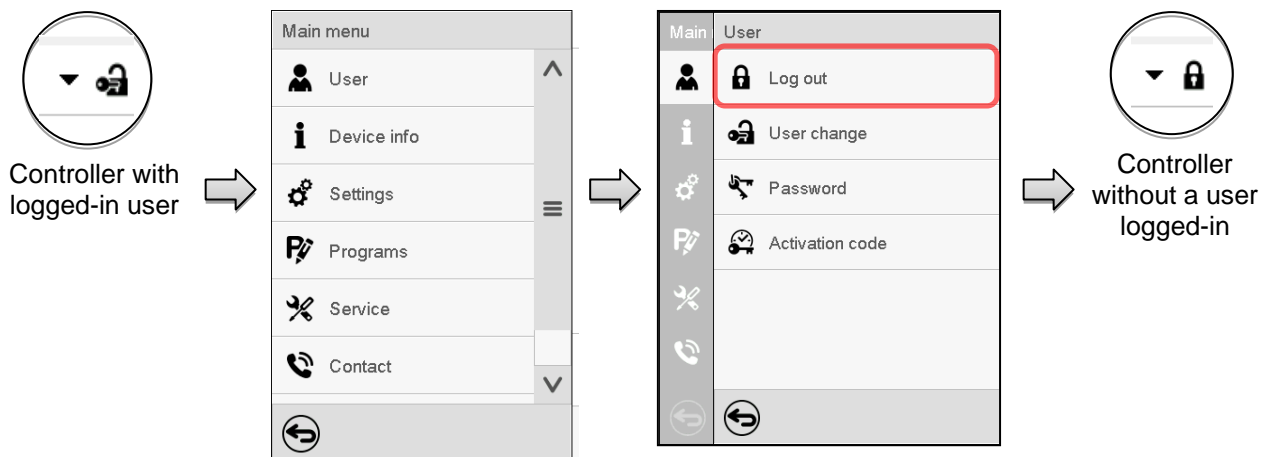 Controller with
logged-in user
Main menu
User
Device info
Settings
Programs
Service
Contact
Main
User
Log out
User change
Password
Activation code
Controller
without a user
logged-in